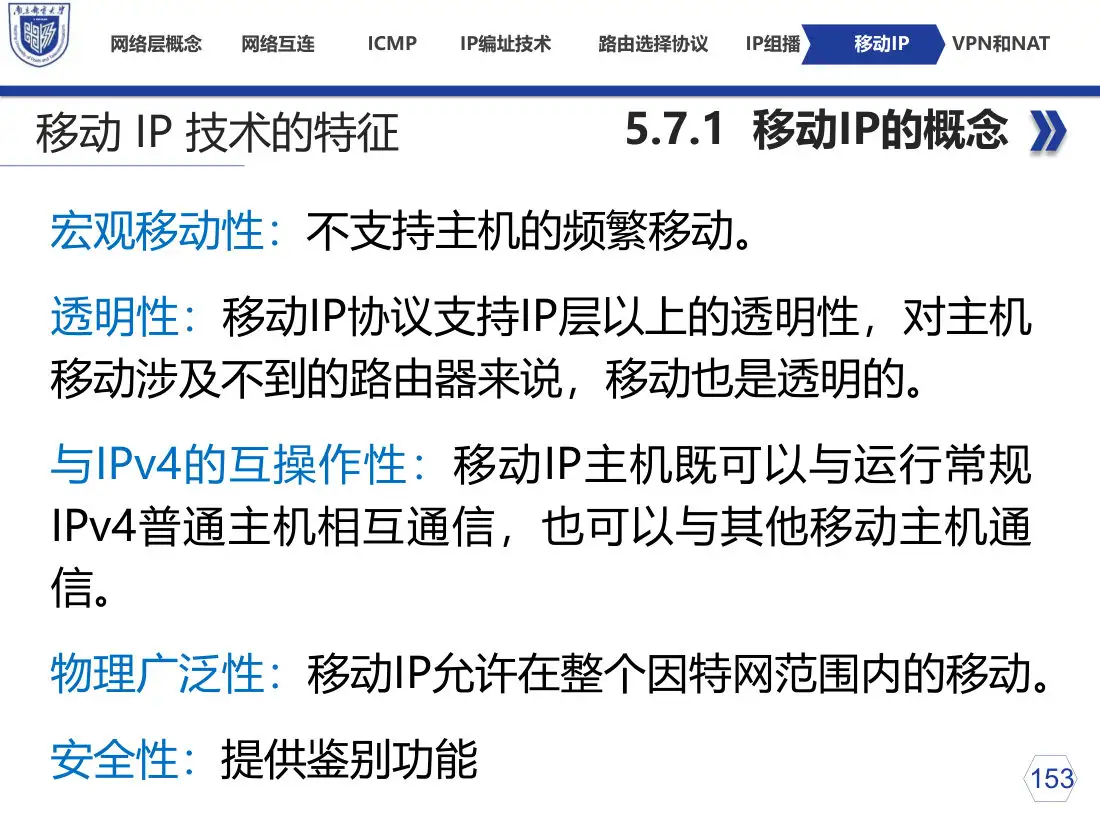 南京邮电大学
网络层概念 网络互连 ICMP IP编址技术 路由选择协议 IP组播 移动IP VPN和NAT
移动 IP 技术的特征
5.7.1 移动IP的概念
宏观移动性：不支持主机的频繁移动。
透明性：移动IP协议支持IP层以上的透明性，对主机
移动涉及不到的路由器来说，移动也是透明的。
与IPv4的互操作性：移动IP主机既可以与运行常规
IPv4普通主机相互通信，也可以与其他移动主机通
信。
物理广泛性：移动IP允许在整个因特网范围内的移动。
安全性：提供鉴别功能
153